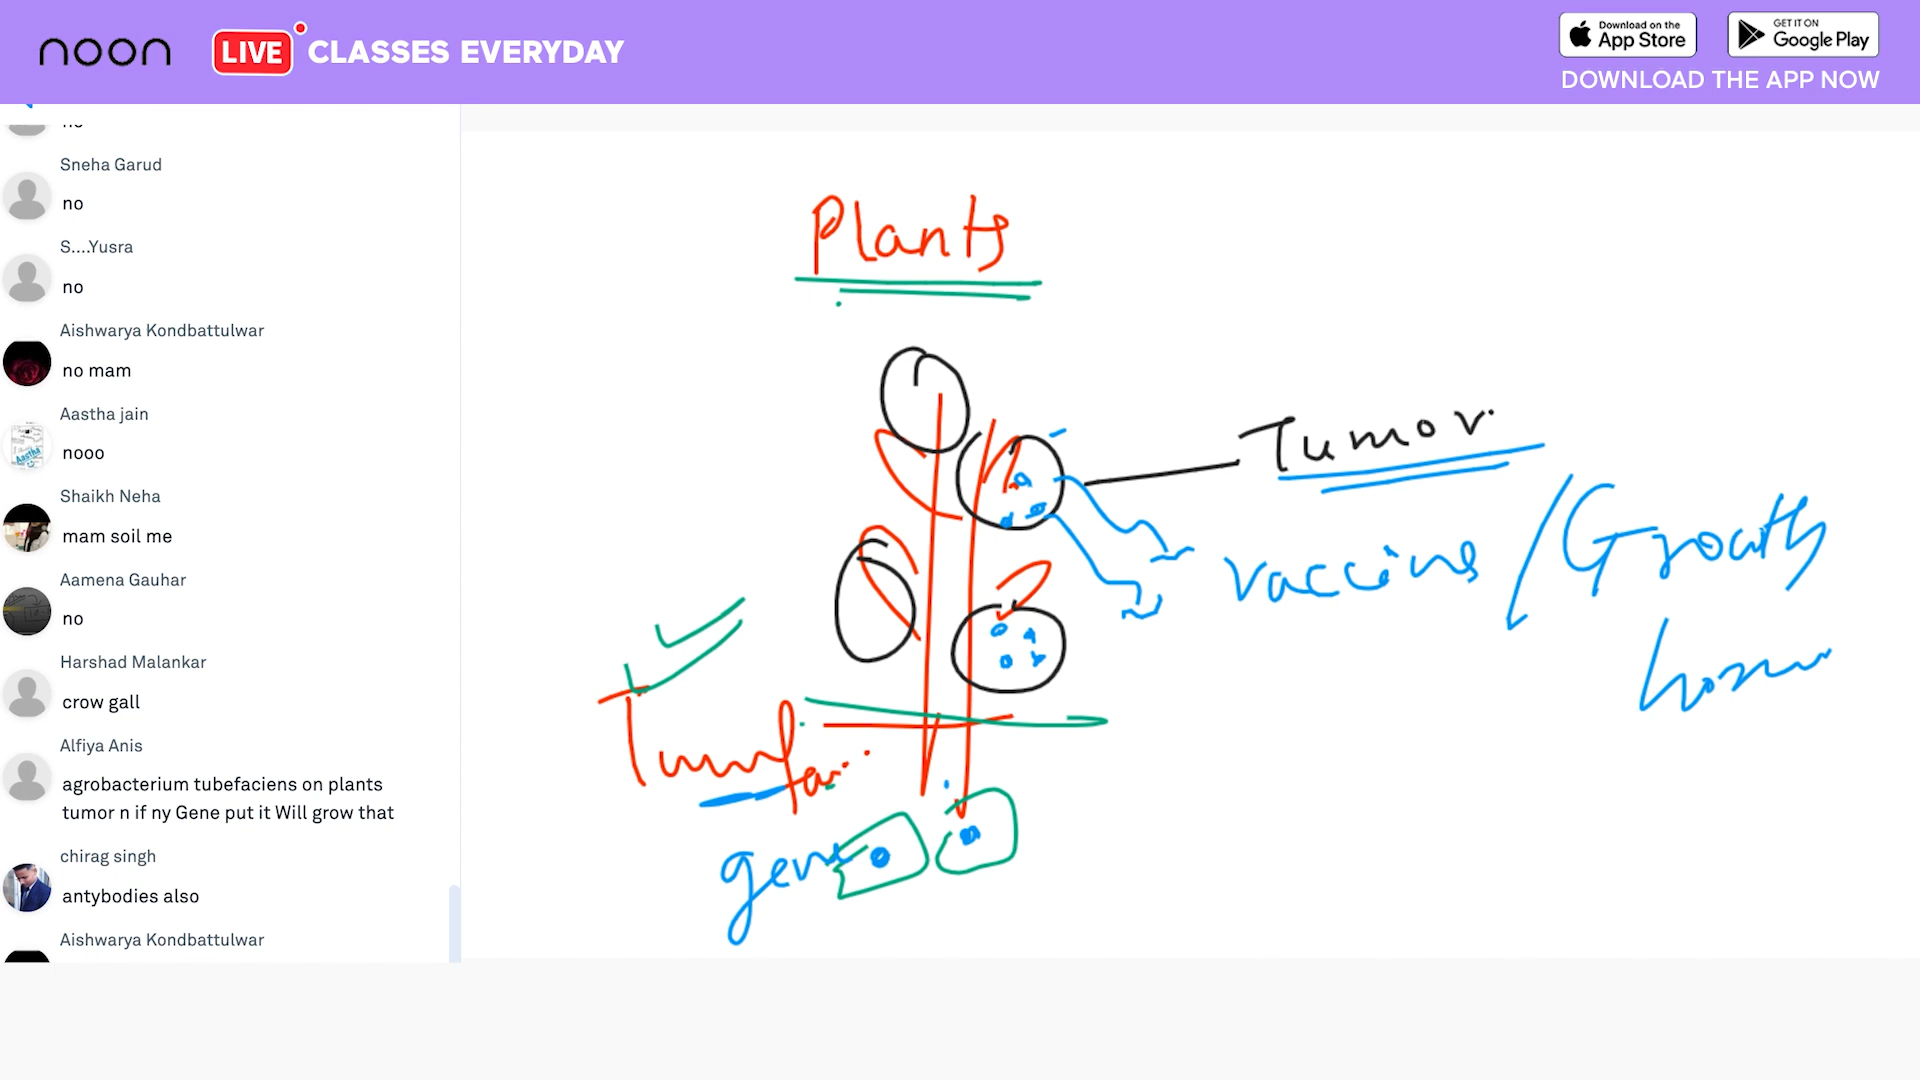 noon LIVE CLASSES EVERYDAY
Download on the
App Store
GET IT ON
Google Play
DOWNLOAD THE APP NOW
Sneha Garud
no
S....Yusra
no
Aishwarya Kondbattulwar
no mam
Aastha jain
nooo
Shaikh Neha
mam soil me
Aamena Gauhar
no
Harshad Malankar
crow gall
Alfiya Anis
agrobacterium tubefaciens on plants
tumor n if ny Gene put it Will grow that
chirag singh
antybodies also
Aishwarya Kondbattulwar
Plants
Tumor
vaccins / Growth